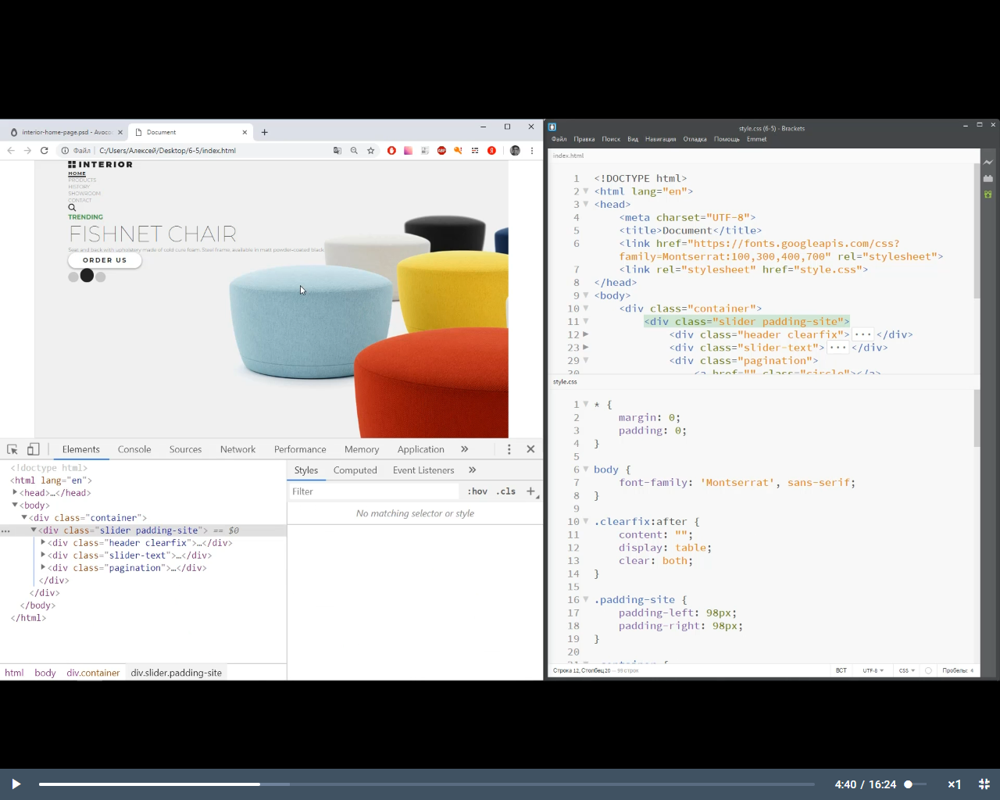 interior-home-page.psd - Avoco
Document
Файл
C:/Users/Алексей/Desktop/6-5/index.html
INTERIOR
HOME
PRODUCTS
HISTORY
SHOWROOM
CONTACT
TRENDING
FISHNET CHAIR
Seat and back with upholstery made of cold cure foam. Steel frame, available in matt powder-coated black
ORDER US
Elements Console Sources Network Performance Memory Application »
<!doctype html>
<html lang="en">
<head>…</head>
<body>
<div class="container">
<div class="slider padding-site"> == $0
<div class="header clearfix">…</div>
<div class="slider-text">…</div>
<div class="pagination">…</div>
</div>
</div>
</body>
</html>
html body div.container div.slider.padding-site
Styles Computed Event Listeners »
Filter :hov .cls +
No matching selector or style
style.css (6-5) - Brackets
Файл Правка Поиск Вид Навигация Отладка Помощь Emmet
index.html
1 <!DOCTYPE html>
2 <html lang="en">
3 <head>
4 <meta charset="UTF-8">
5 <title>Document</title>
6 <link href="https://fonts.googleapis.com/css?
family=Montserrat:100,300,400,700" rel="stylesheet">
7 <link rel="stylesheet" href="style.css">
8 </head>
9 <body>
10 <div class="container">
11 <div class="slider padding-site">
12 <div class="header clearfix">···</div>
23 <div class="slider-text">···</div>
29 <div class="pagination">
30 <a href="" class="circle"></a>
style.css
1 * {
2 margin: 0;
3 padding: 0;
4 }
5
6 body {
7 font-family: 'Montserrat', sans-serif;
8 }
9
10 .clearfix:after {
11 content: "";
12 display: table;
13 clear: both;
14 }
15
16 .padding-site {
17 padding-left: 98px;
18 padding-right: 98px;
19 }
20
21 .container {
Строка 12, Столбец 20 — 99 строк
ВСТ UTF-8 CSS Пробелы: 4
4:40 / 16:24
×1